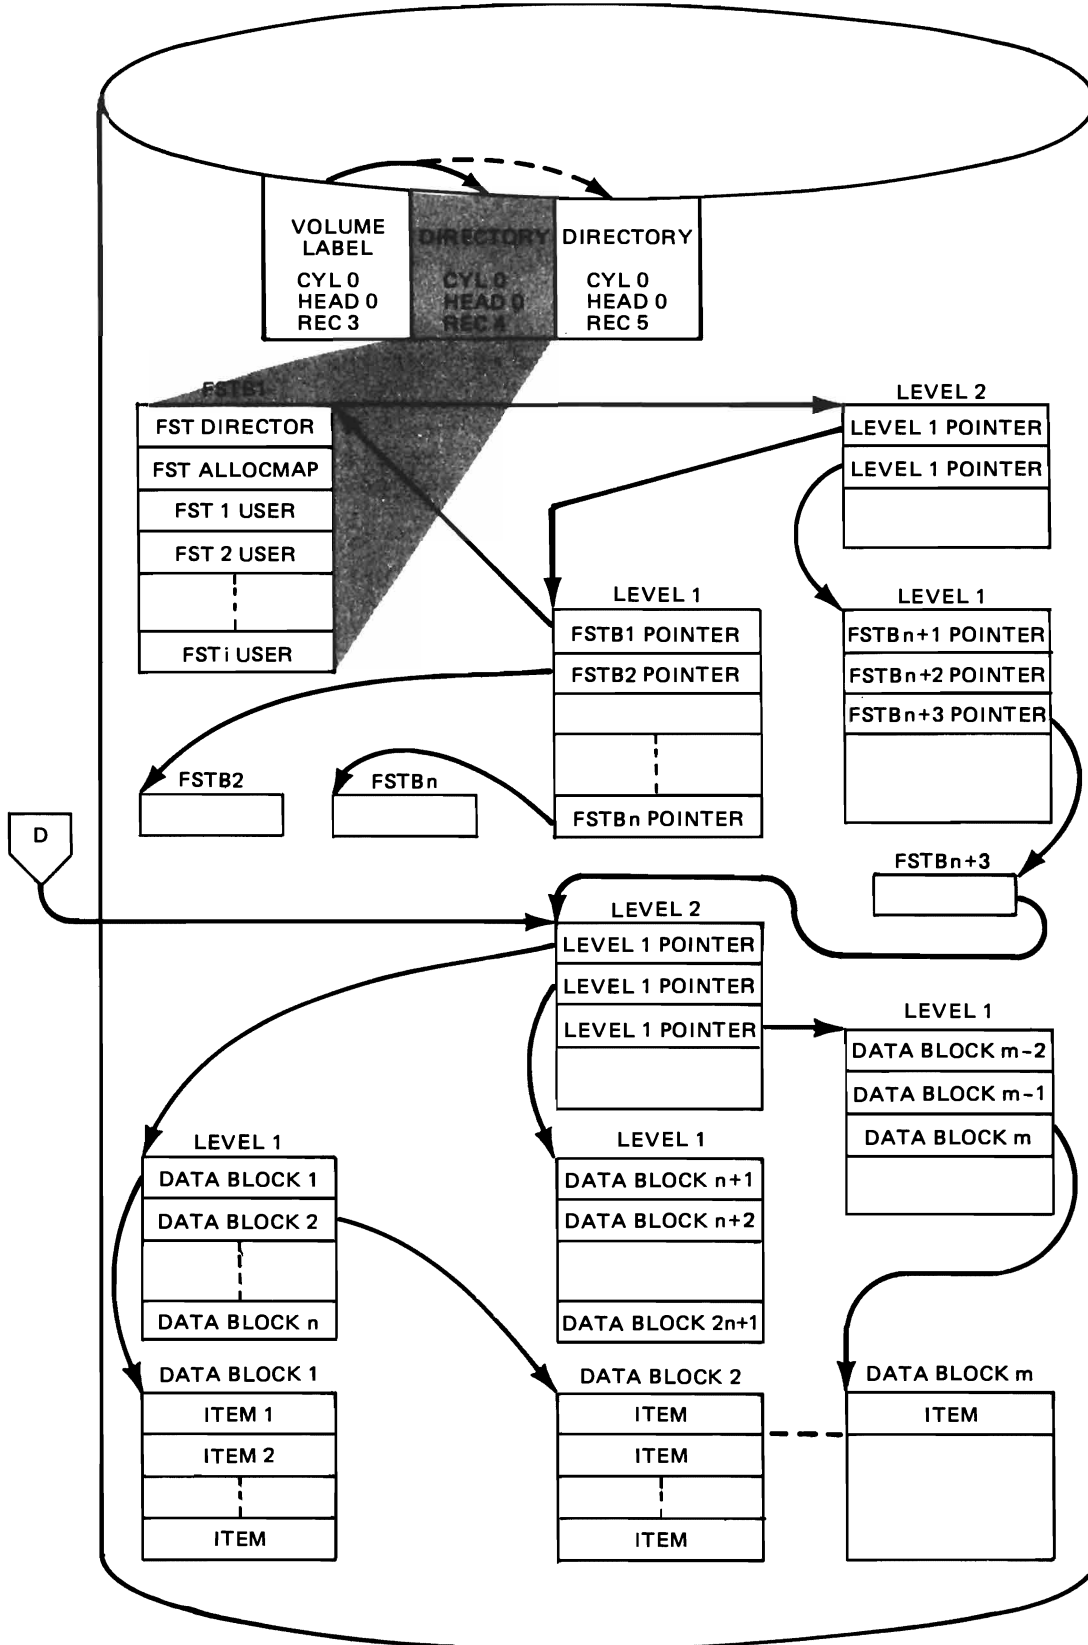 VOLUME
LABEL
CYL 0
HEAD 0
REC 3
DIRECTORY
CYL 0
HEAD 0
REC 4
DIRECTORY
CYL 0
HEAD 0
REC 5
FSTB1
FST DIRECTOR
FST ALLOCMAP
FST 1 USER
FST 2 USER
FST i USER
LEVEL 2
LEVEL 1 POINTER
LEVEL 1 POINTER
LEVEL 1
FSTB1 POINTER
FSTB2 POINTER
FSTBn POINTER
LEVEL 1
FSTBn+1 POINTER
FSTBn+2 POINTER
FSTBn+3 POINTER
FSTB2
FSTBn
FSTBn+3
D
LEVEL 2
LEVEL 1 POINTER
LEVEL 1 POINTER
LEVEL 1 POINTER
LEVEL 1
DATA BLOCK m-2
DATA BLOCK m-1
DATA BLOCK m
LEVEL 1
DATA BLOCK 1
DATA BLOCK 2
DATA BLOCK n
LEVEL 1
DATA BLOCK n+1
DATA BLOCK n+2
DATA BLOCK 2n+1
DATA BLOCK 1
ITEM 1
ITEM 2
ITEM
DATA BLOCK 2
ITEM
ITEM
ITEM
DATA BLOCK m
ITEM